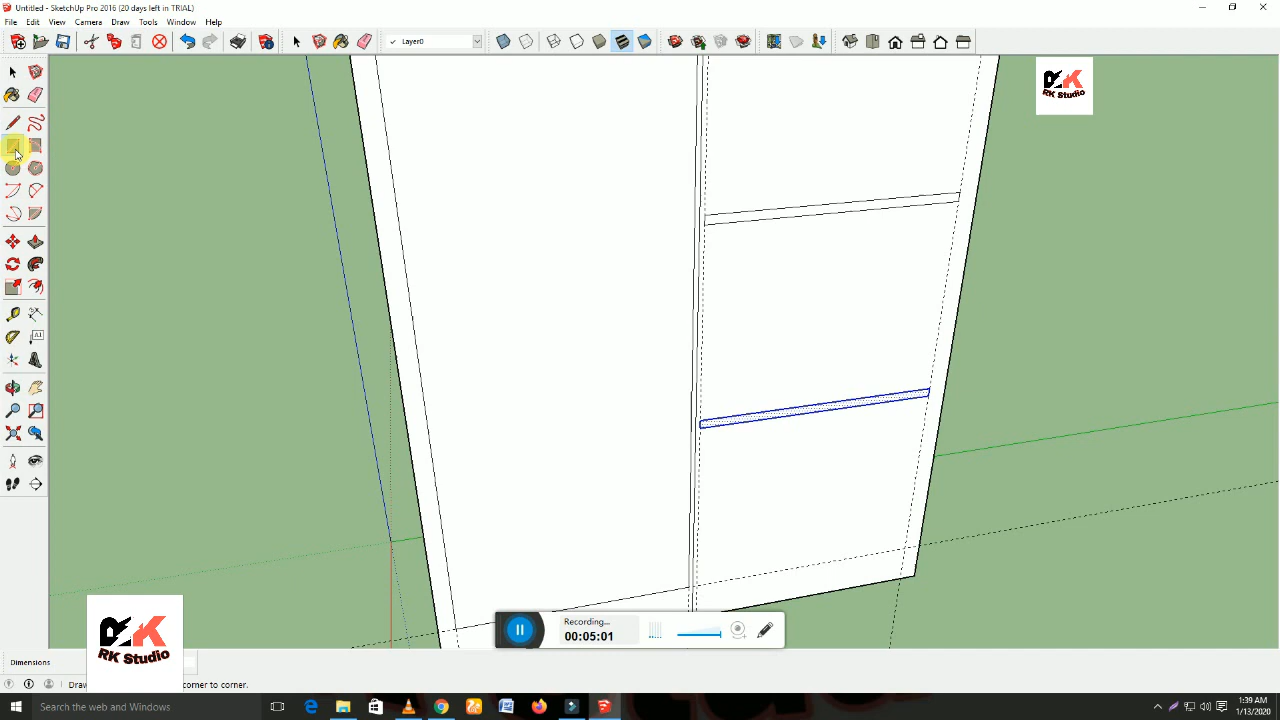 Untitled - SketchUp Pro 2016 (20 days left in TRIAL)
File Edit View Camera Draw Tools Window Help
Layer0
RK Studio
A1
Recording...
00:05:01
Dimensions
RK Studio
Draw
corner to corner.
Search the web and Windows
1:39 AM
1/13/2020